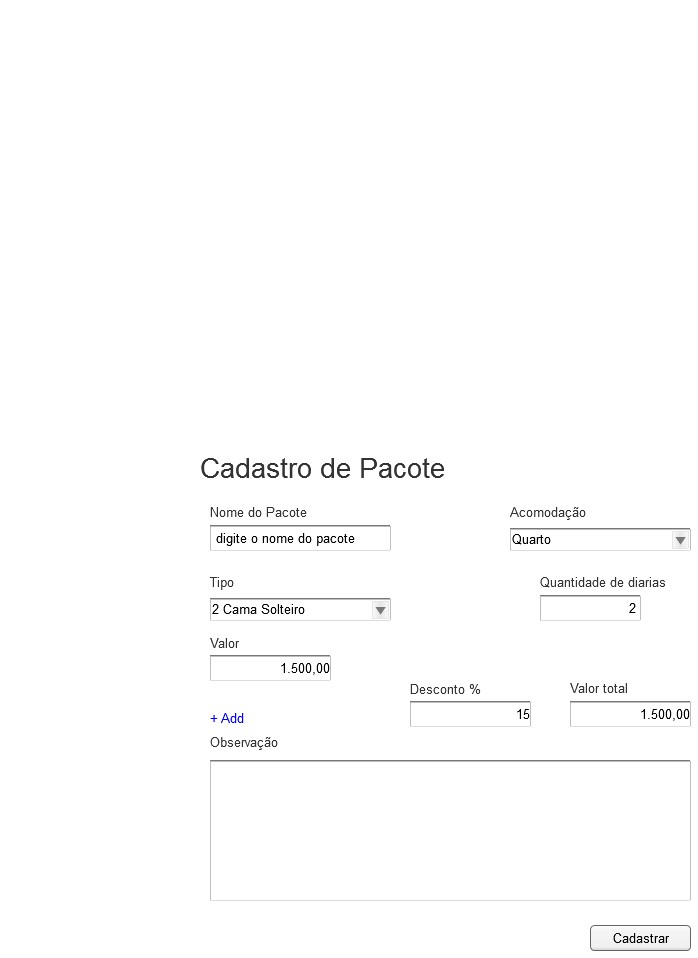 Cadastro de Pacote
Nome do Pacote
Acomodação
digite o nome do pacote
Quarto
Tipo
Quantidade de diarias
2 Cama Solteiro
2
Valor
1.500,00
Desconto %
Valor total
+ Add
15
1.500,00
Observação
Cadastrar